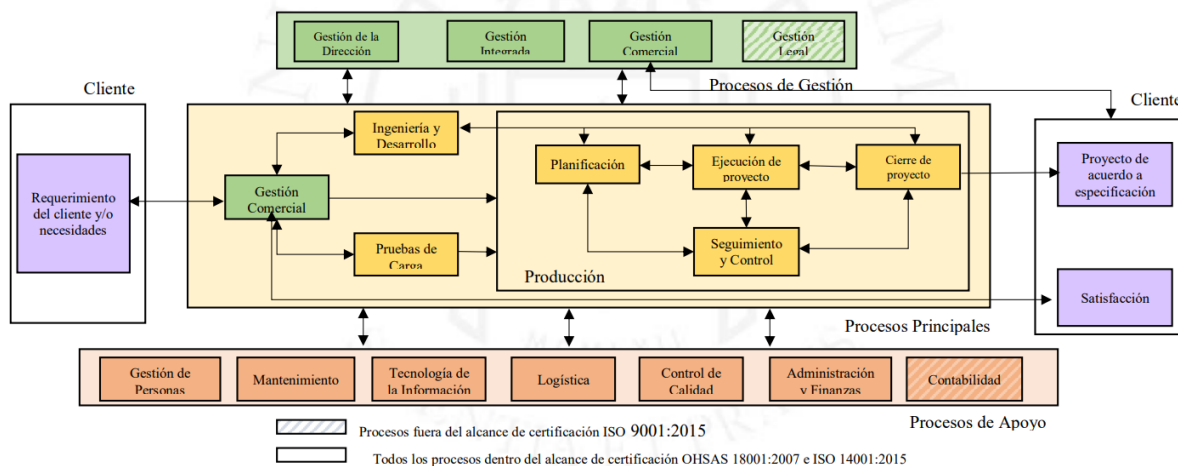 Gestión de la
Dirección
Gestión
Integrada
Gestión
Comercial
Gestión
Legal
Procesos de Gestión
Cliente
Cliente
Requerimiento
del cliente y/o
necesidades
Gestión
Comercial
Ingeniería y
Desarrollo
Pruebas de
Carga
Planificación
Ejecución de
proyecto
Cierre de
proyecto
Seguimiento
y Control
Producción
Procesos Principales
Proyecto de
acuerdo a
especificación
Satisfacción
Gestión de
Personas
Mantenimiento
Tecnología de
la Información
Logística
Control de
Calidad
Administración
y Finanzas
Contabilidad
Procesos de Apoyo
Procesos fuera del alcance de certificación ISO 9001:2015
Todos los procesos dentro del alcance de certificación OHSAS 18001:2007 e ISO 14001:2015